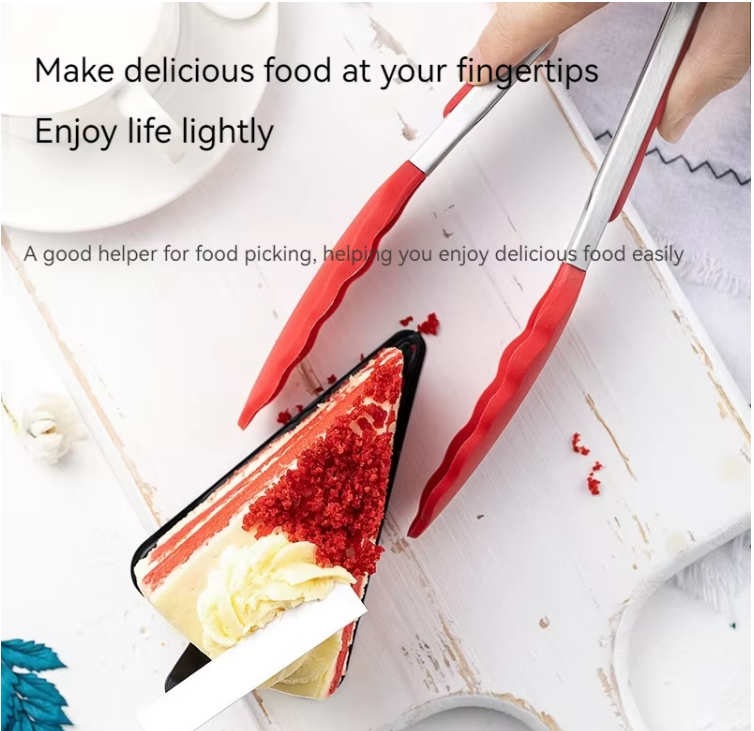 Make delicious food at your fingertips
Enjoy life lightly
A good helper for food picking, helping you enjoy delicious food easily